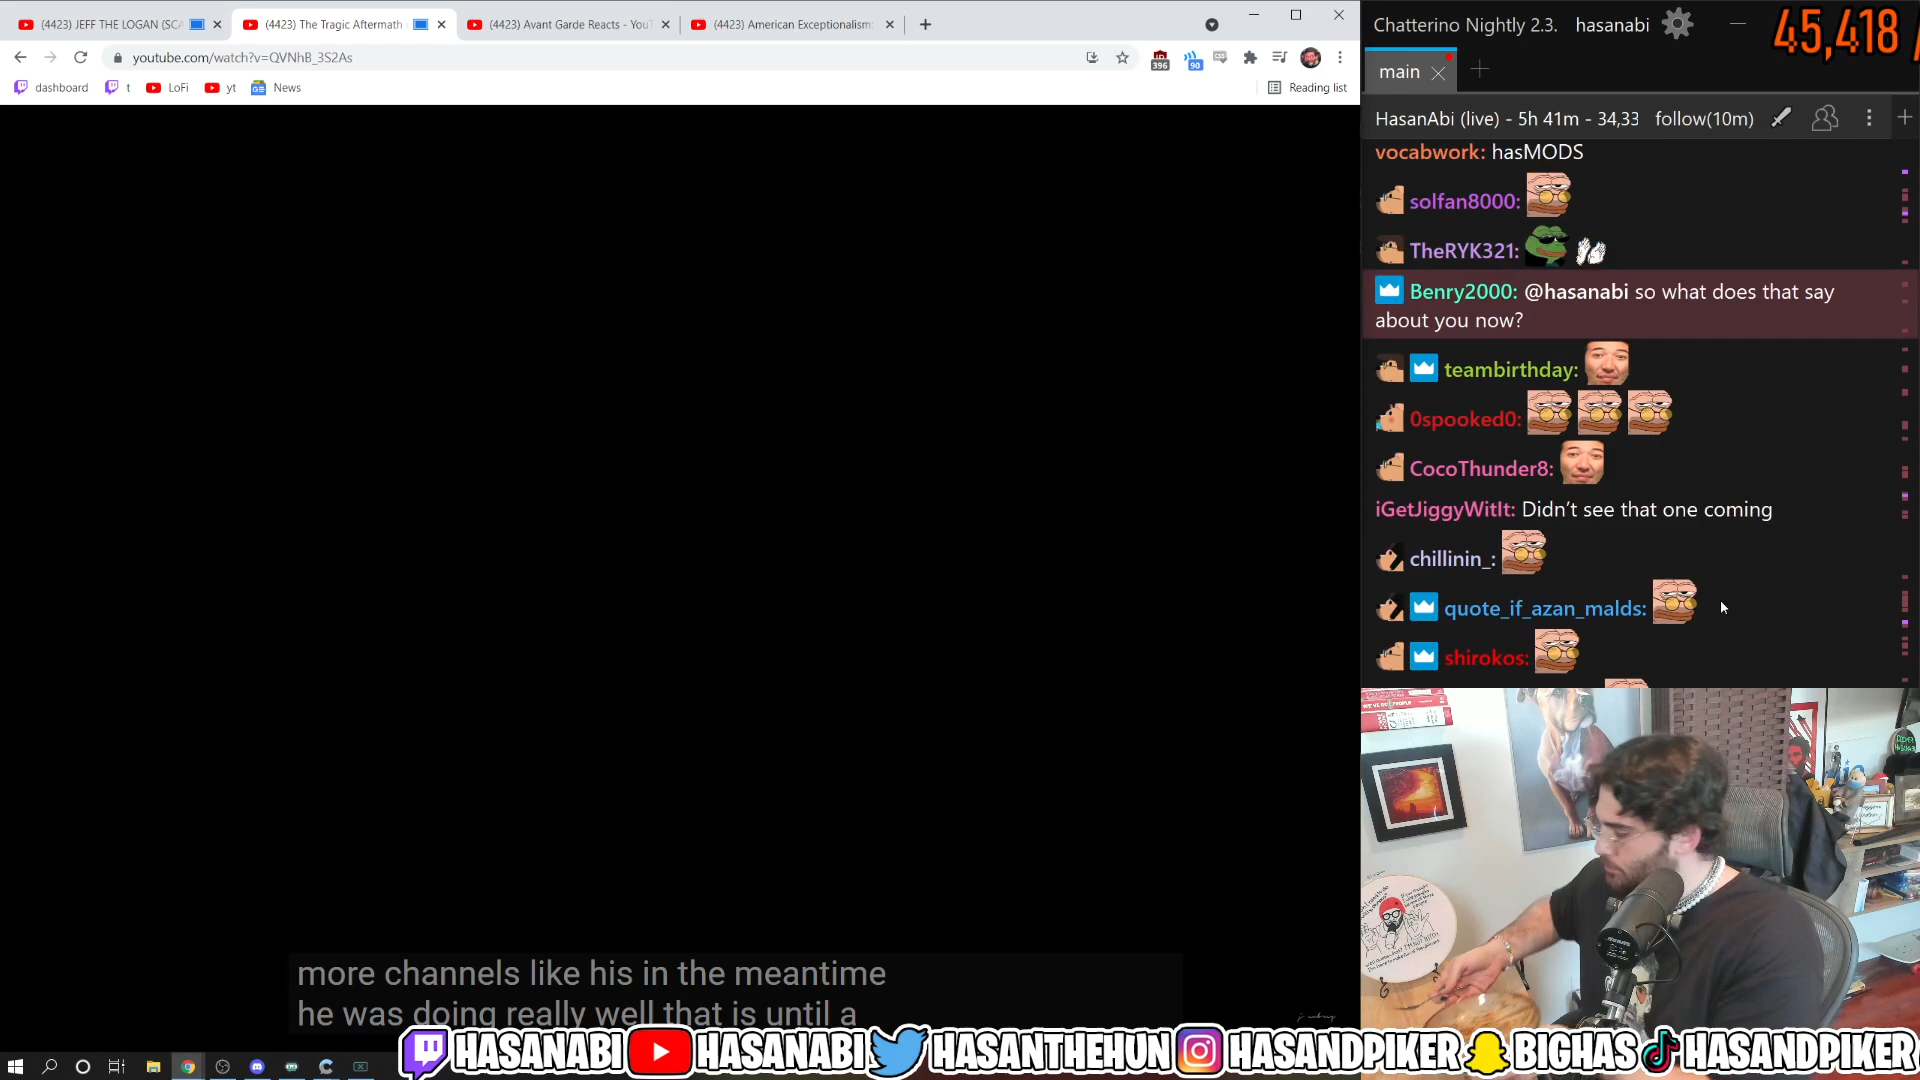 (4423) JEFF THE LOGAN (SCA
(4423) The Tragic Aftermath
(4423) Avant Garde Reacts - YouT
(4423) American Exceptionalism:
youtube.com/watch?v=QVNhB_3S2As
396
90
dashboard
t
LoFi
yt
News
Reading list
Chatterino Nightly 2.3.
hasanabi
45,418 /
main
HasanAbi (live) - 5h 41m - 34,33
follow(10m)
vocabwork: hasMODS
solfan8000:
TheRYK321:
Benry2000: @hasanabi so what does that say
about you now?
teambirthday:
0spooked0:
CocoThunder8:
iGetJiggyWitIt: Didn't see that one coming
chillinin_:
quote_if_azan_malds:
shirokos:
more channels like his in the meantime
he was doing really well that is until a
HASANABI
HASANABI
HASANTHEHUN
HASANDPIKER
BIGHAS
HASANDPIKER